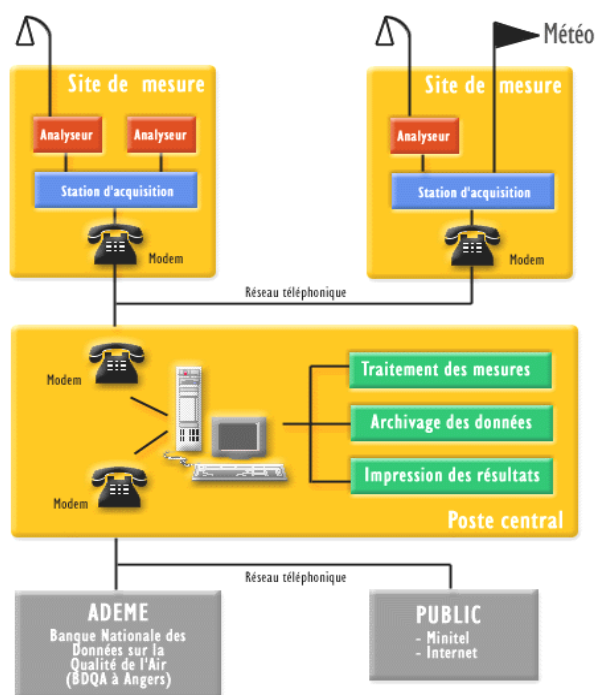 Météo
Site de mesure
Analyseur
Analyseur
Station d'acquisition
Modem
Site de mesure
Analyseur
Station d'acquisition
Modem
Réseau téléphonique
Modem
Modem
Traitement des mesures
Archivage des données
Impression des résultats
Poste central
Réseau téléphonique
ADEME
Banque Nationale des
Données sur la
Qualité de l'Air
(BDQA à Angers)
PUBLIC
- Minitel
- Internet